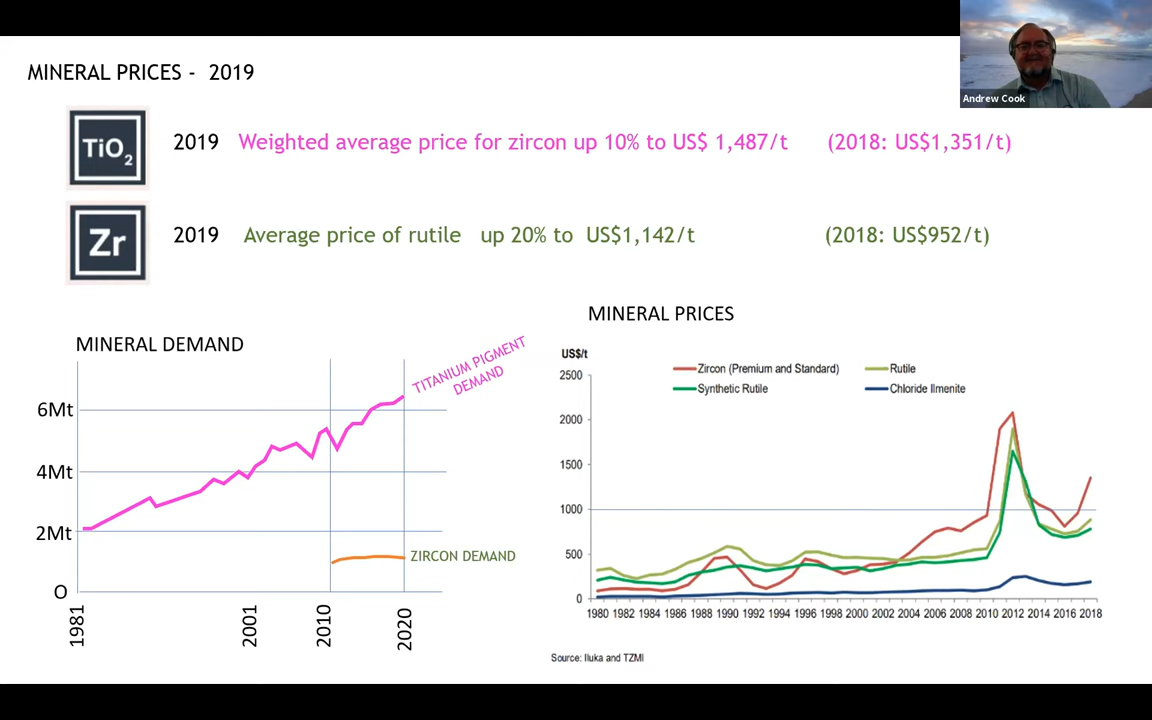 Andrew Cook
MINERAL PRICES - 2019
TiO2
2019 Weighted average price for zircon up 10% to US$ 1,487/t (2018: US$1,351/t)
Zr
2019 Average price of rutile up 20% to US$1,142/t (2018: US$952/t)
MINERAL DEMAND
TITANIUM PIGMENT
DEMAND
6Mt
4Mt
2Mt
O
ZIRCON DEMAND
1981
2001
2010
2020
MINERAL PRICES
US$/t
Zircon (Premium and Standard)
Rutile
Synthetic Rutile
Chloride Ilmenite
2500
2000
1500
1000
500
0
1980 1982 1984 1986 1988 1990 1992 1994 1996 1998 2000 2002 2004 2006 2008 2010 2012 2014 2016 2018
Source: Iluka and TZMI